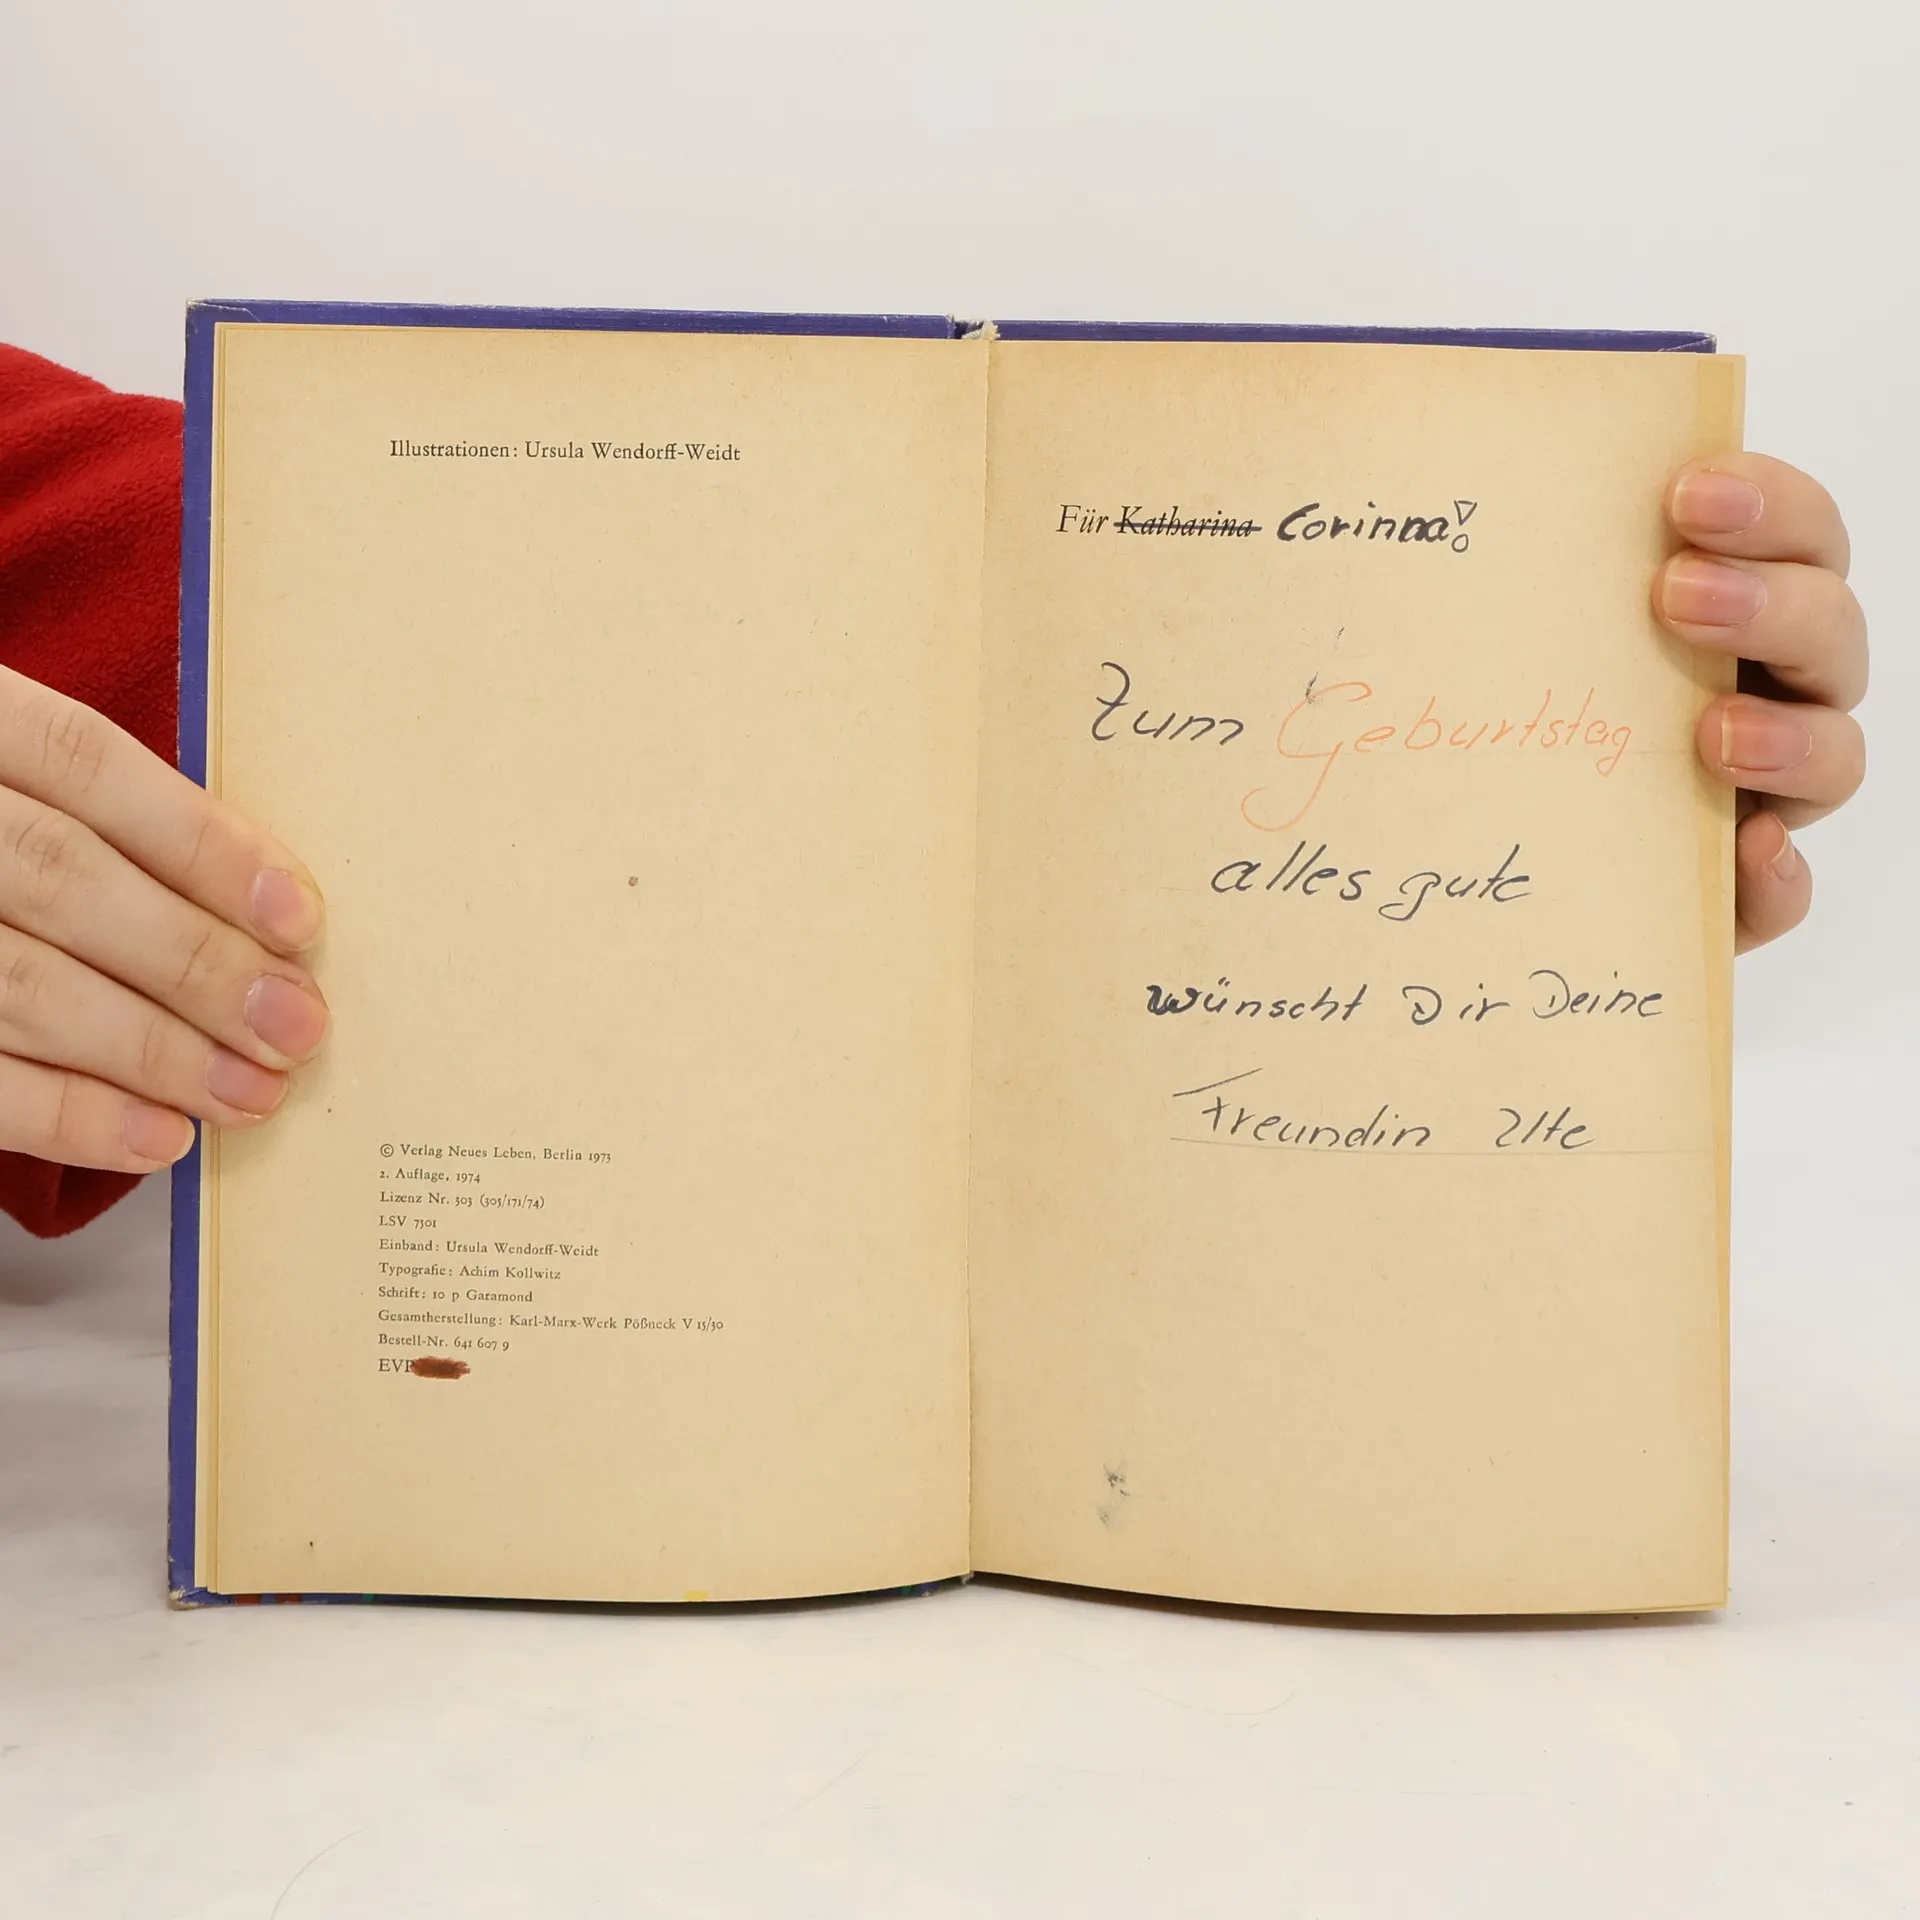 Illustrationen: Ursula Wendorff-Weidt
© Verlag Neues Leben, Berlin 1973
2. Auflage, 1974
Lizenz Nr. 303 (305/171/74)
LSV 7501
Einband: Ursula Wendorff-Weidt
Typografie: Achim Kollwitz
Schrift: 10 p Garamond
Gesamtherstellung: Karl-Marx-Werk Pößneck V 15/30
Bestell-Nr. 641 607 9
EVP
Für Katharina Corinna!
Zum Geburtstag
alles gute
wünscht Dir Deine
Freundin